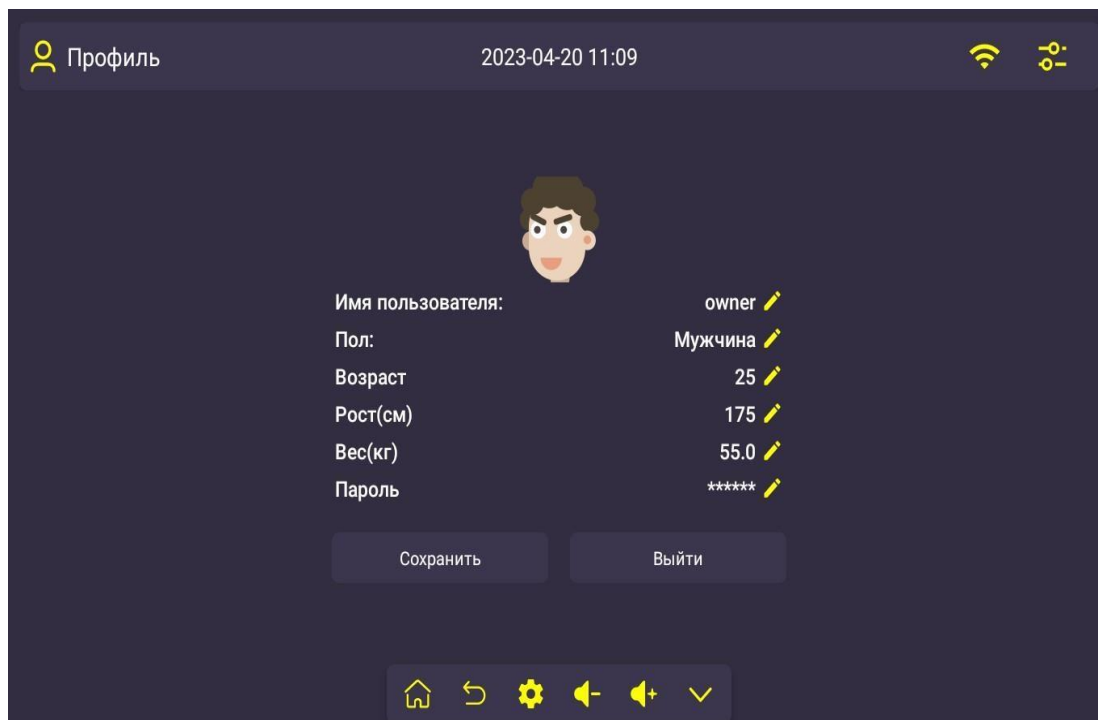 Профиль 2023-04-20 11:09
Имя пользователя: owner
Пол: Мужчина
Возраст 25
Рост(см) 175
Вес(кг) 55.0
Пароль ******
Сохранить Выйти